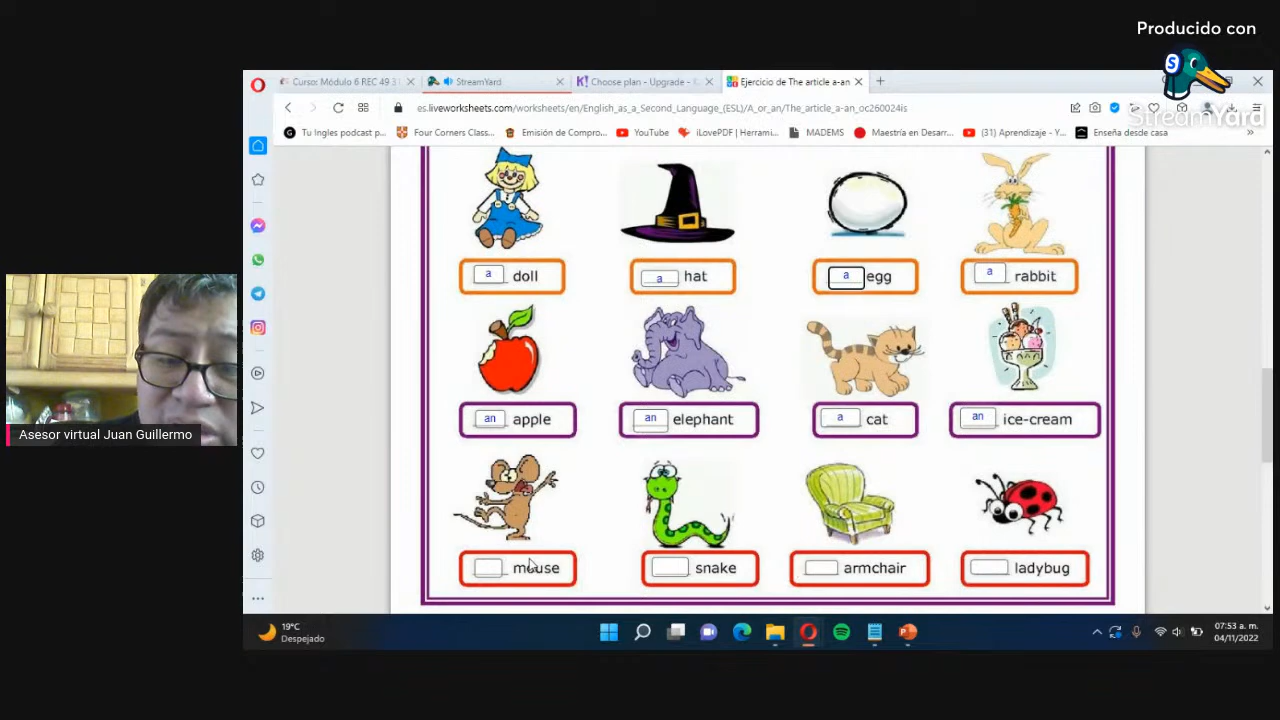 Producido con
StreamYard
Curso: Módulo 6 REC 49 31
StreamYard
K! Choose plan - Upgrade - K
Ejercicio de The article a-an
es.liveworksheets.com/worksheets/en/English_as_a_Second_Language_(ESL)/A_or_an/The_article_a-an_oc260024is
Tu Ingles podcast p...
Four Corners Class...
Emisión de Compro...
YouTube
iLovePDF | Herrami...
MADEMS
Maestría en Desarr...
(31) Aprendizaje - Y...
Enseña desde casa
a doll
a hat
a egg
a rabbit
an apple
an elephant
a cat
an ice-cream
mouse
snake
armchair
ladybug
Asesor virtual Juan Guillermo
19°C
Despejado
07:53 a. m.
04/11/2022